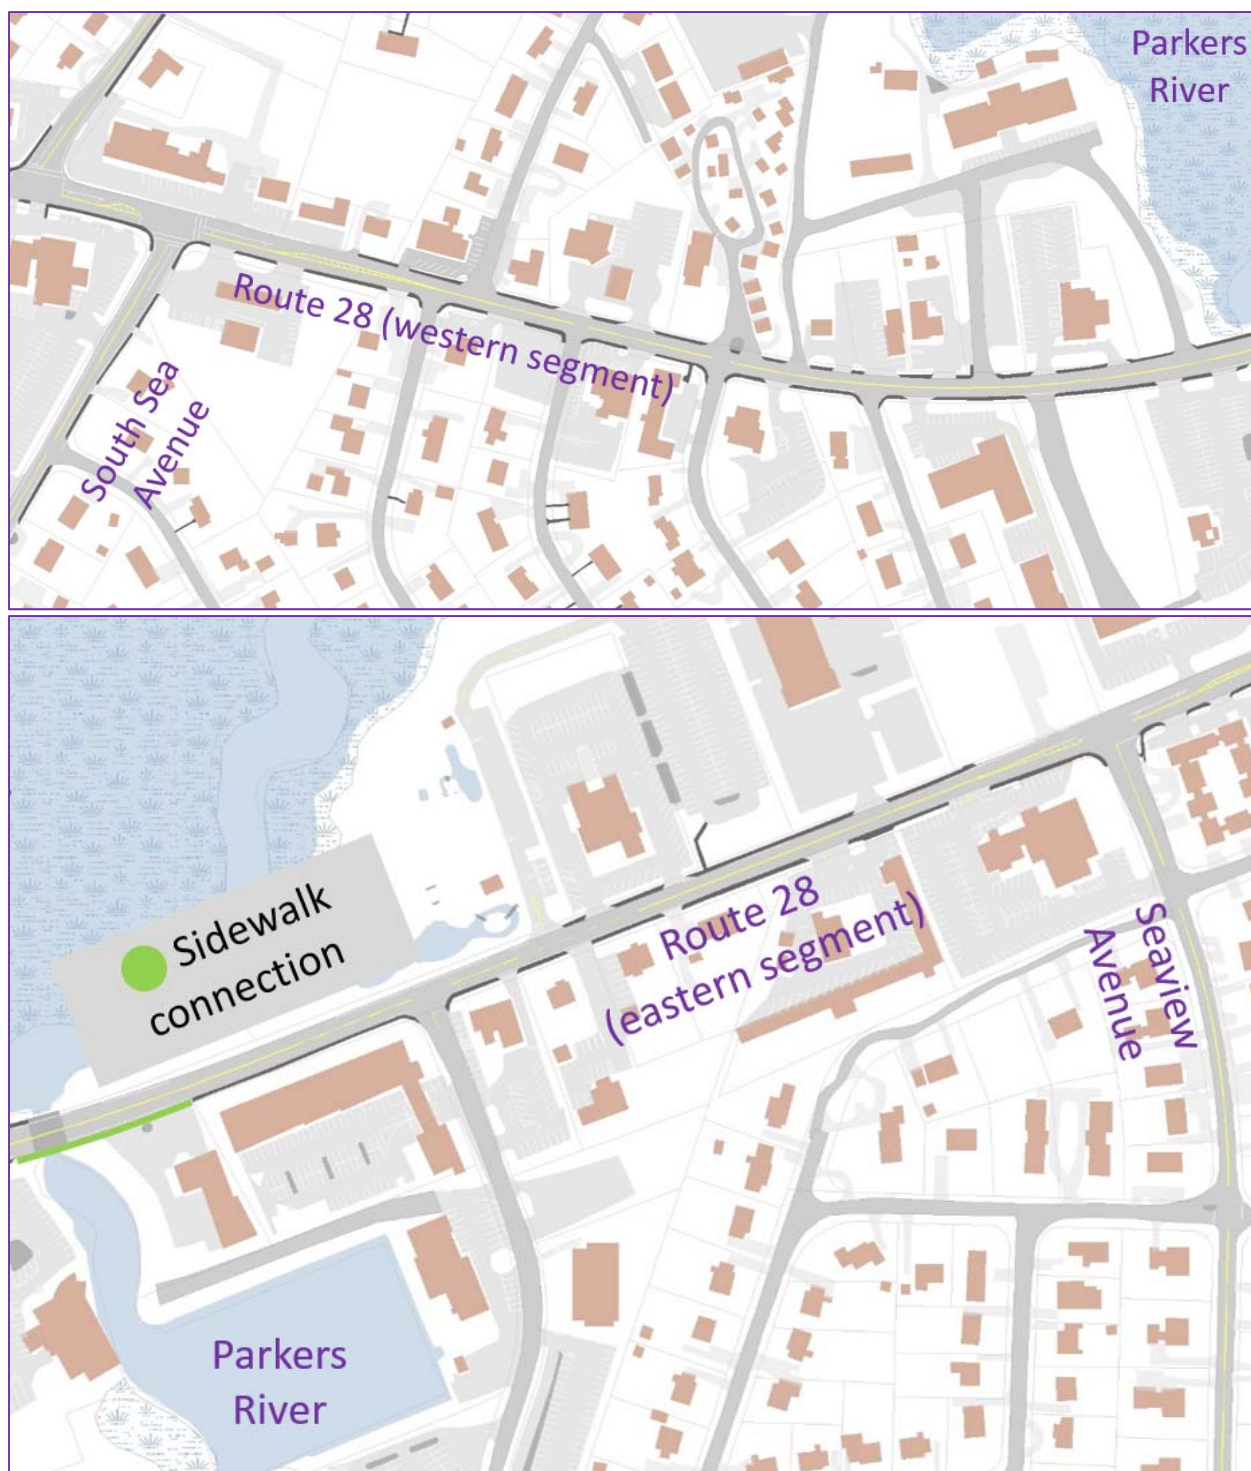 Parkers
River
Route 28 (western segment)
South Sea
Avenue
Sidewalk
connection
Route 28
(eastern segment)
Seaview
Avenue
Parkers
River